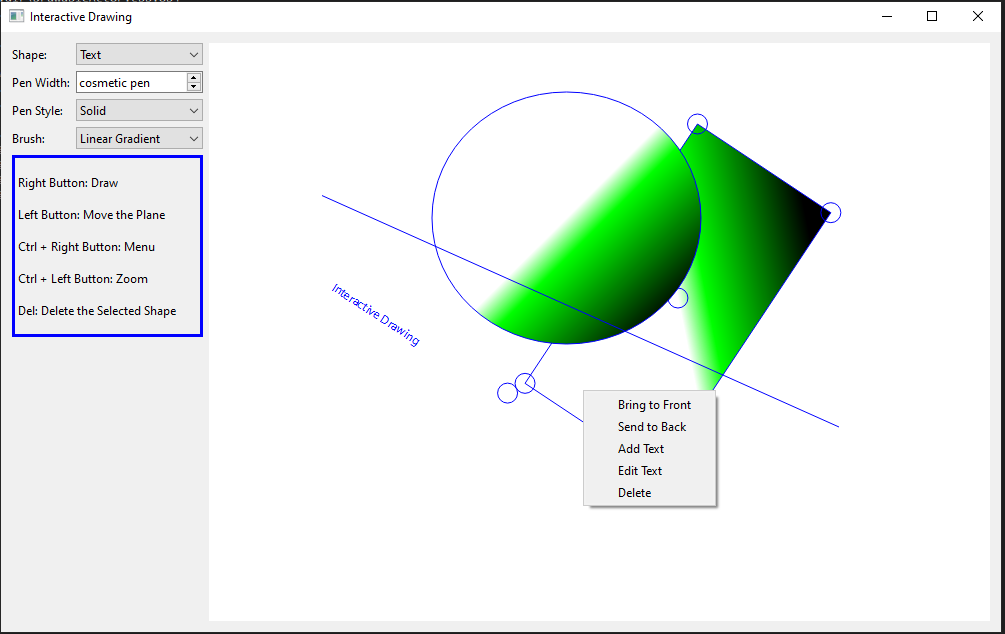 Interactive Drawing
Shape: Text
Pen Width: cosmetic pen
Pen Style: Solid
Brush: Linear Gradient
Right Button: Draw
Left Button: Move the Plane
Ctrl + Right Button: Menu
Ctrl + Left Button: Zoom
Del: Delete the Selected Shape
Interactive Drawing
Bring to Front
Send to Back
Add Text
Edit Text
Delete